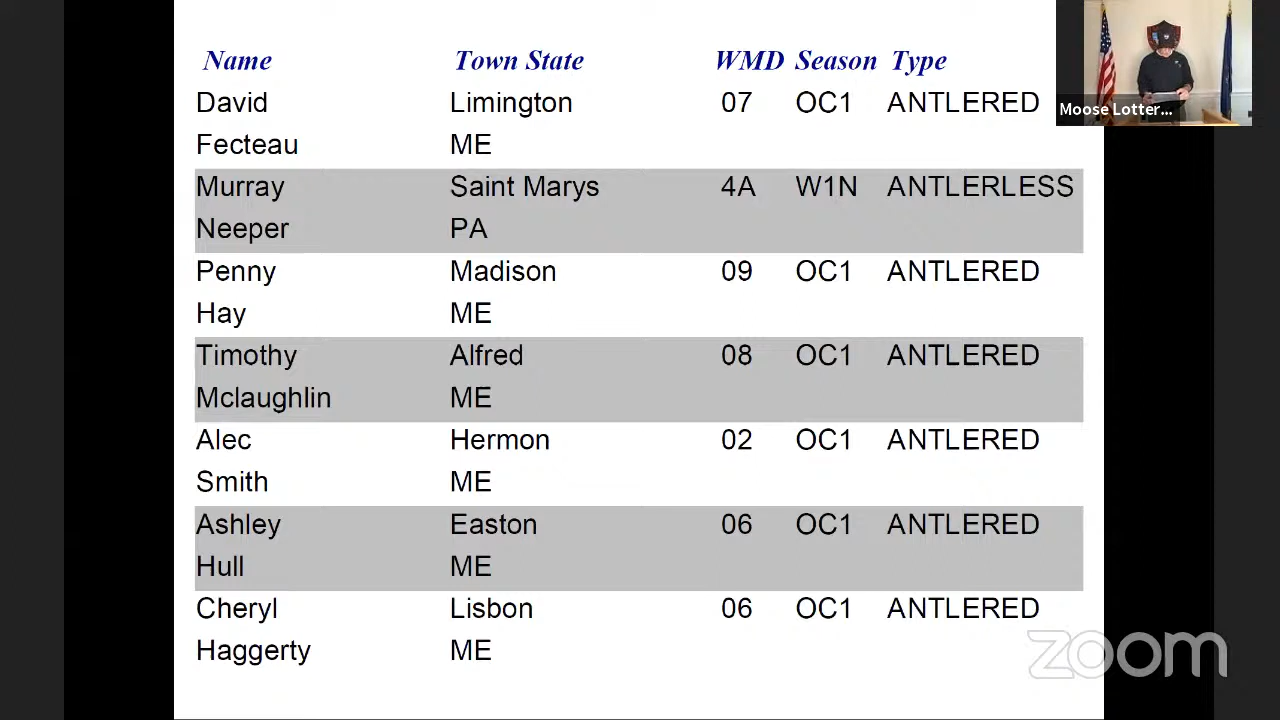 Name Town State WMD Season Type
David Limington 07 OC1 ANTLERED
Fecteau ME
Murray Saint Marys 4A W1N ANTLERLESS
Neeper PA
Penny Madison 09 OC1 ANTLERED
Hay ME
Timothy Alfred 08 OC1 ANTLERED
Mclaughlin ME
Alec Hermon 02 OC1 ANTLERED
Smith ME
Ashley Easton 06 OC1 ANTLERED
Hull ME
Cheryl Lisbon 06 OC1 ANTLERED
Haggerty ME
Moose Lotter...
zoom